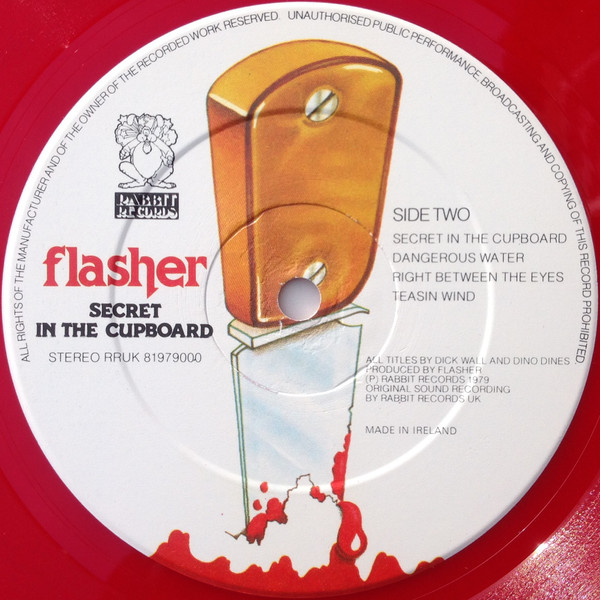 ALL RIGHTS OF THE MANUFACTURER AND OF THE OWNER OF THE RECORDED WORK RESERVED. UNAUTHORISED PUBLIC PERFORMANCE, BROADCASTING AND COPYING OF THIS RECORD PROHIBITED.
RABBIT
RECORDS
flasher
SECRET
IN THE CUPBOARD
STEREO RRUK 81979000
SIDE TWO
SECRET IN THE CUPBOARD
DANGEROUS WATER
RIGHT BETWEEN THE EYES
TEASIN WIND
ALL TITLES BY DICK WALL AND DINO DINES
PRODUCED BY FLASHER
(P) RABBIT RECORDS 1979
ORIGINAL SOUND RECORDING
BY RABBIT RECORDS UK
MADE IN IRELAND